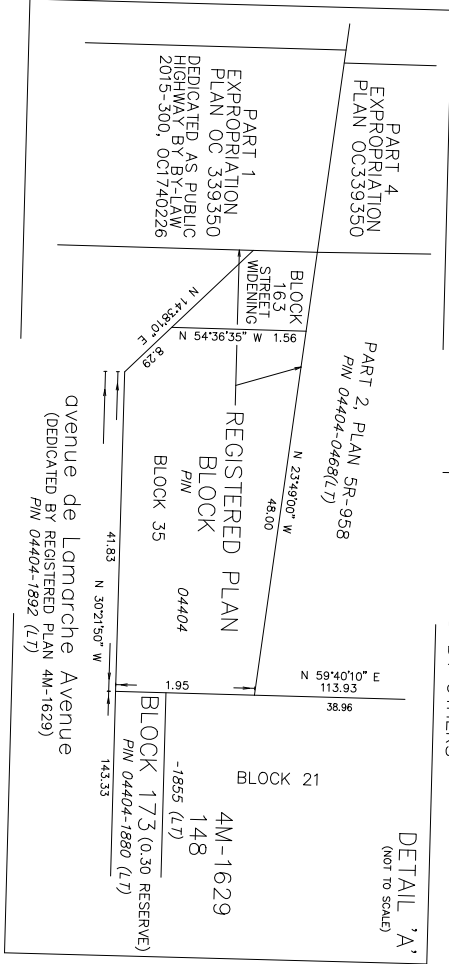 DETAIL 'A'
(NOT TO SCALE)
PART 4
EXPROPRIATION
PLAN OC339350
PART 1
EXPROPRIATION
PLAN OC 339350
DEDICATED AS PUBLIC
HIGHWAY BY BY-LAW
2015-300, OC1740226
PART 2, PLAN 5R-958
PIN 04404-0468(LT)
BLOCK
163
STREET
WIDENING
N 54°36'35" W 1.56
N 14°38'10" E
8.29
N 23°49'00" W
48.00
REGISTERED PLAN
4M-1629
BLOCK
148
PIN
04404
-1855 (LT)
BLOCK 35
N 59°40'10" E
113.93
38.96
1.95
BLOCK 21
41.83
N 30°21'50" W
143.33
BLOCK 173 (0.30 RESERVE)
PIN 04404-1880 (LT)
avenue de Lamarche Avenue
(DEDICATED BY REGISTERED PLAN 4M-1629)
PIN 04404-1892 (LT)